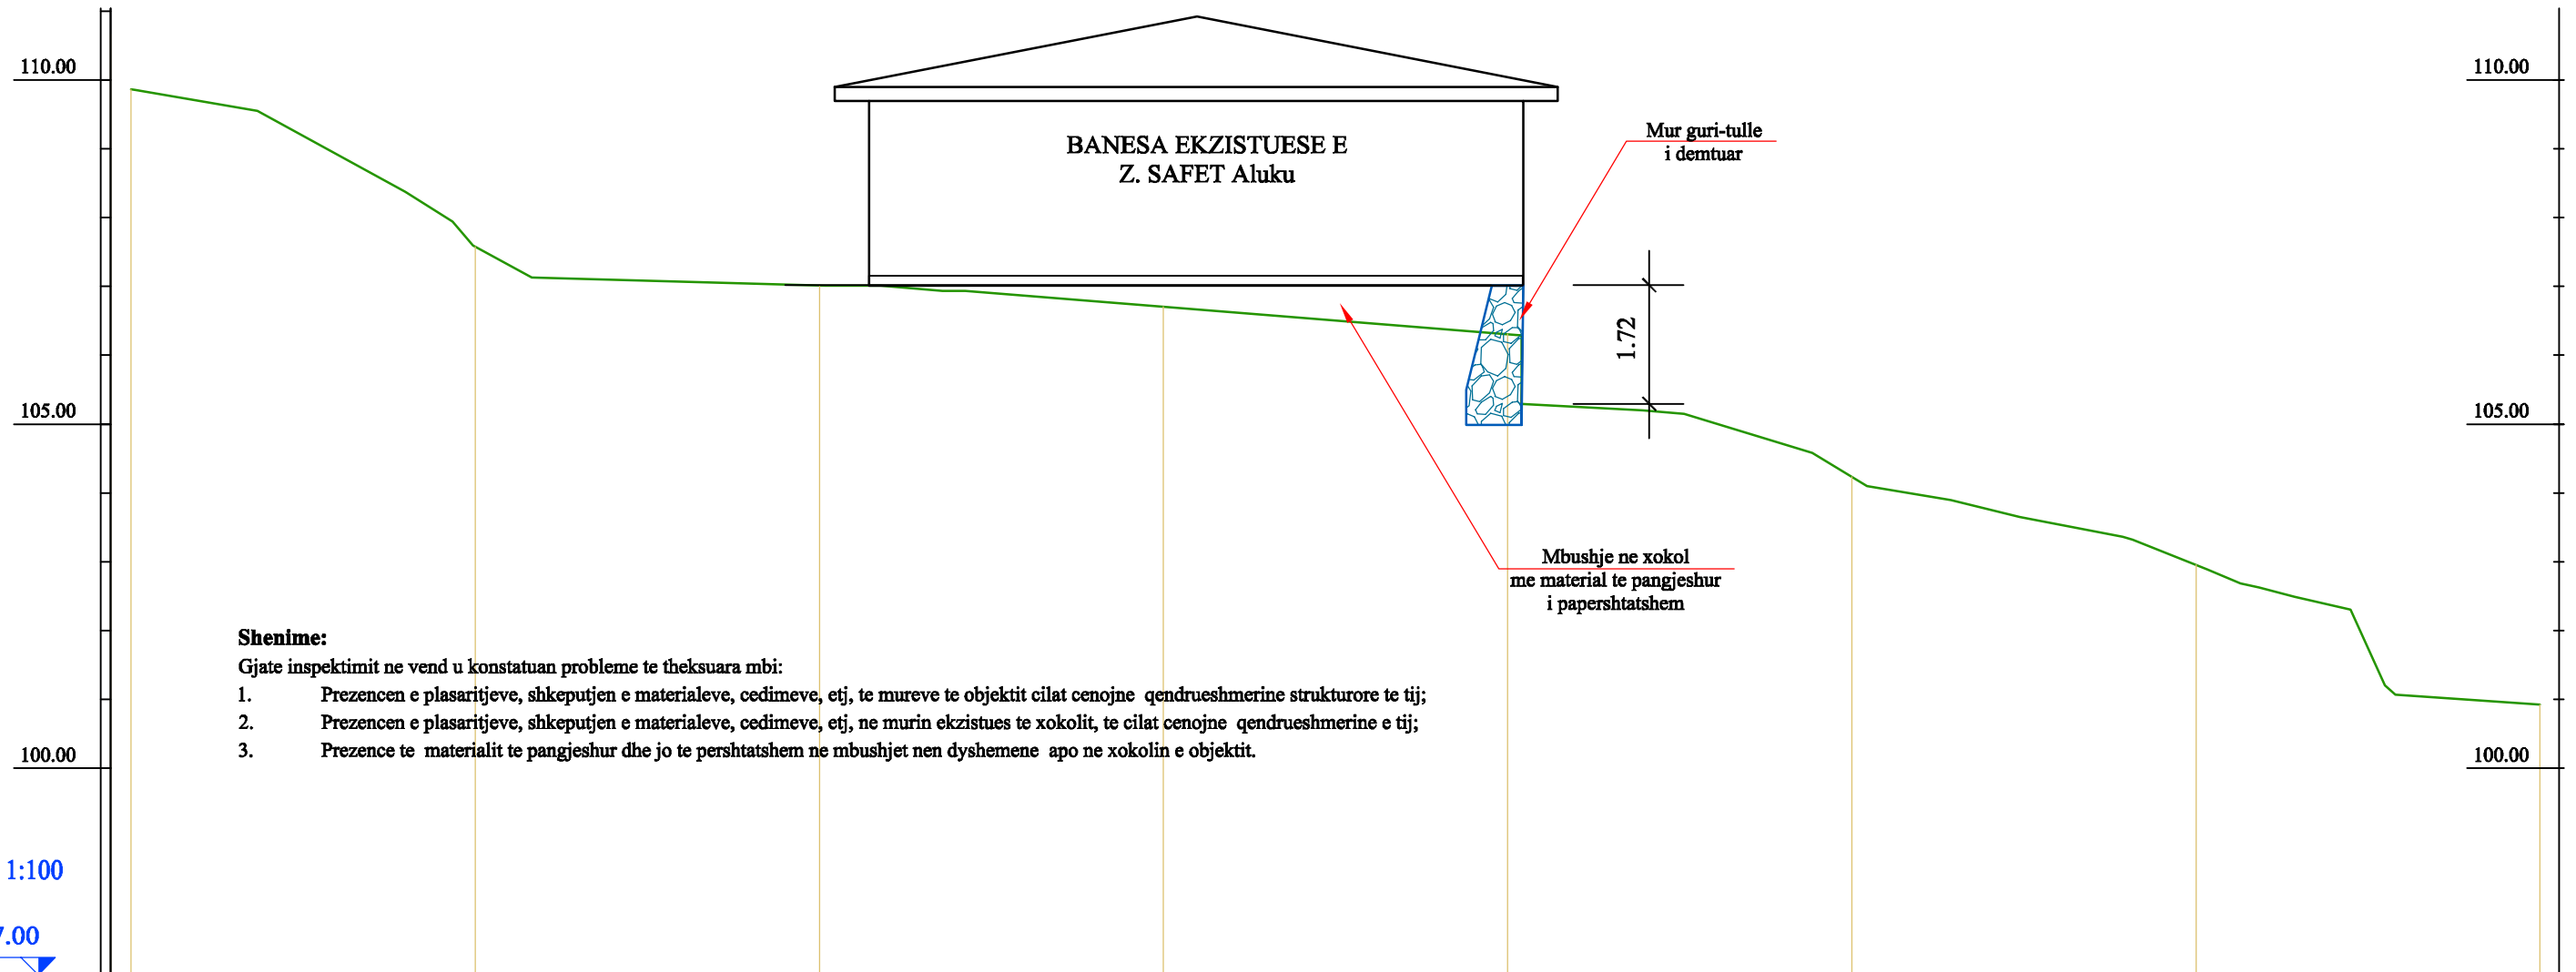 110.00
110.00
BANESA EKZISTUESE E
Z. SAFET Aluku
Mur guri-tulle
i demtuar
1.72
105.00
105.00
Mbushje ne xokol
me material te pangjeshur
i papershtatshem
Shenime:
Gjate inspektimit ne vend u konstatuan probleme te theksuara mbi:
1. Prezencen e plasaritjeve, shkeputjen e materialeve, cedimeve, etj, te mureve te objektit cilat cenojne qendrueshmerine strukturore te tij;
2. Prezencen e plasaritjeve, shkeputjen e materialeve, cedimeve, etj, ne murin ekzistues te xokolit, te cilat cenojne qendrueshmerine e tij;
3. Prezence te materialit te pangjeshur dhe jo te pershtatshem ne mbushjet nen dyshemene apo ne xokolin e objektit.
100.00
100.00
1:100
7.00